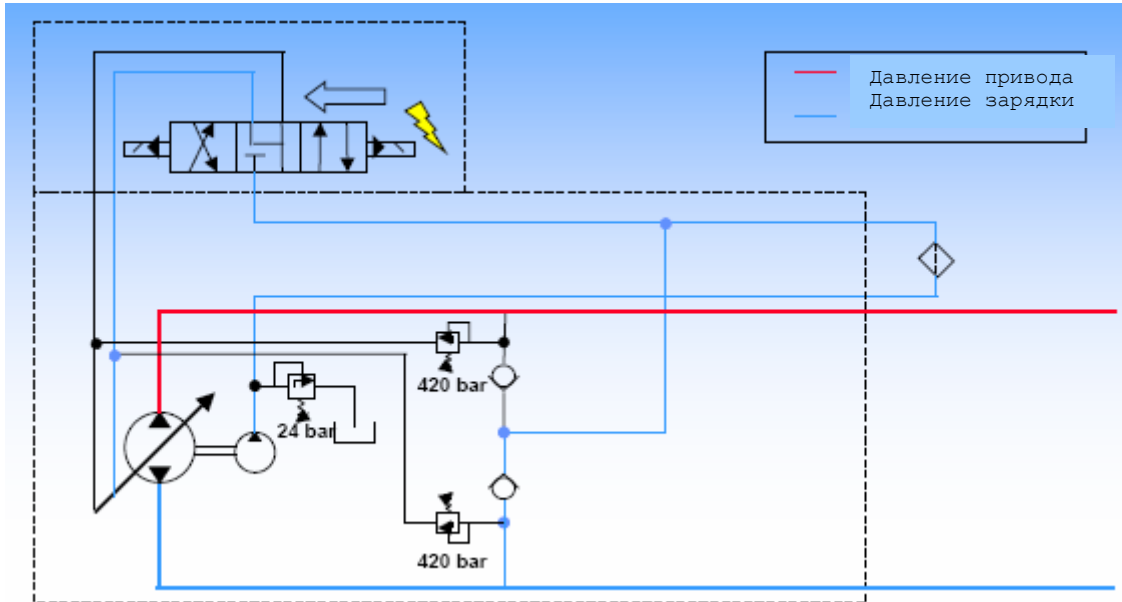 Давление привода
Давление зарядки
420 bar
24 bar
420 bar